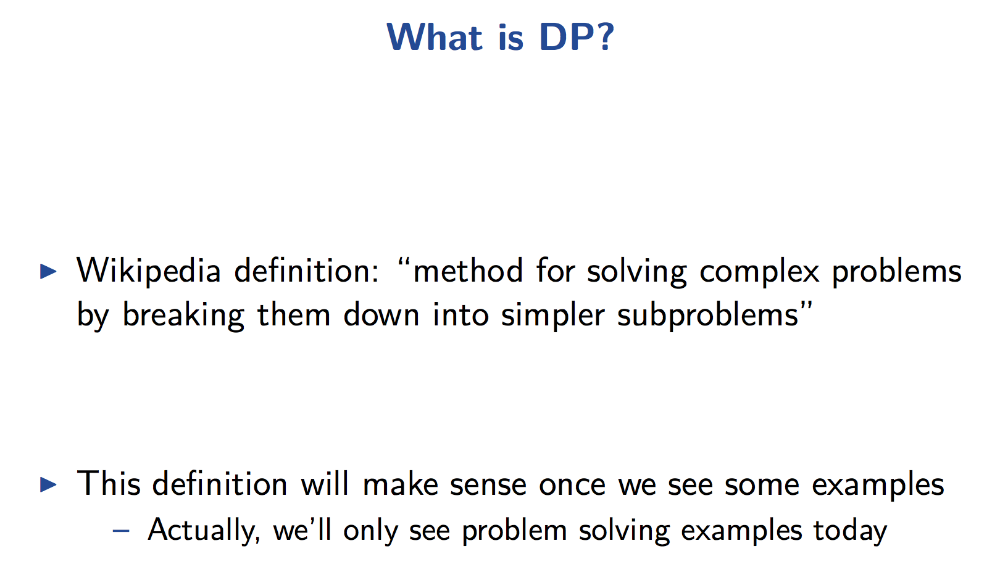 What is DP?
▶ Wikipedia definition: “method for solving complex problems
by breaking them down into simpler subproblems”
▶ This definition will make sense once we see some examples
– Actually, we’ll only see problem solving examples today